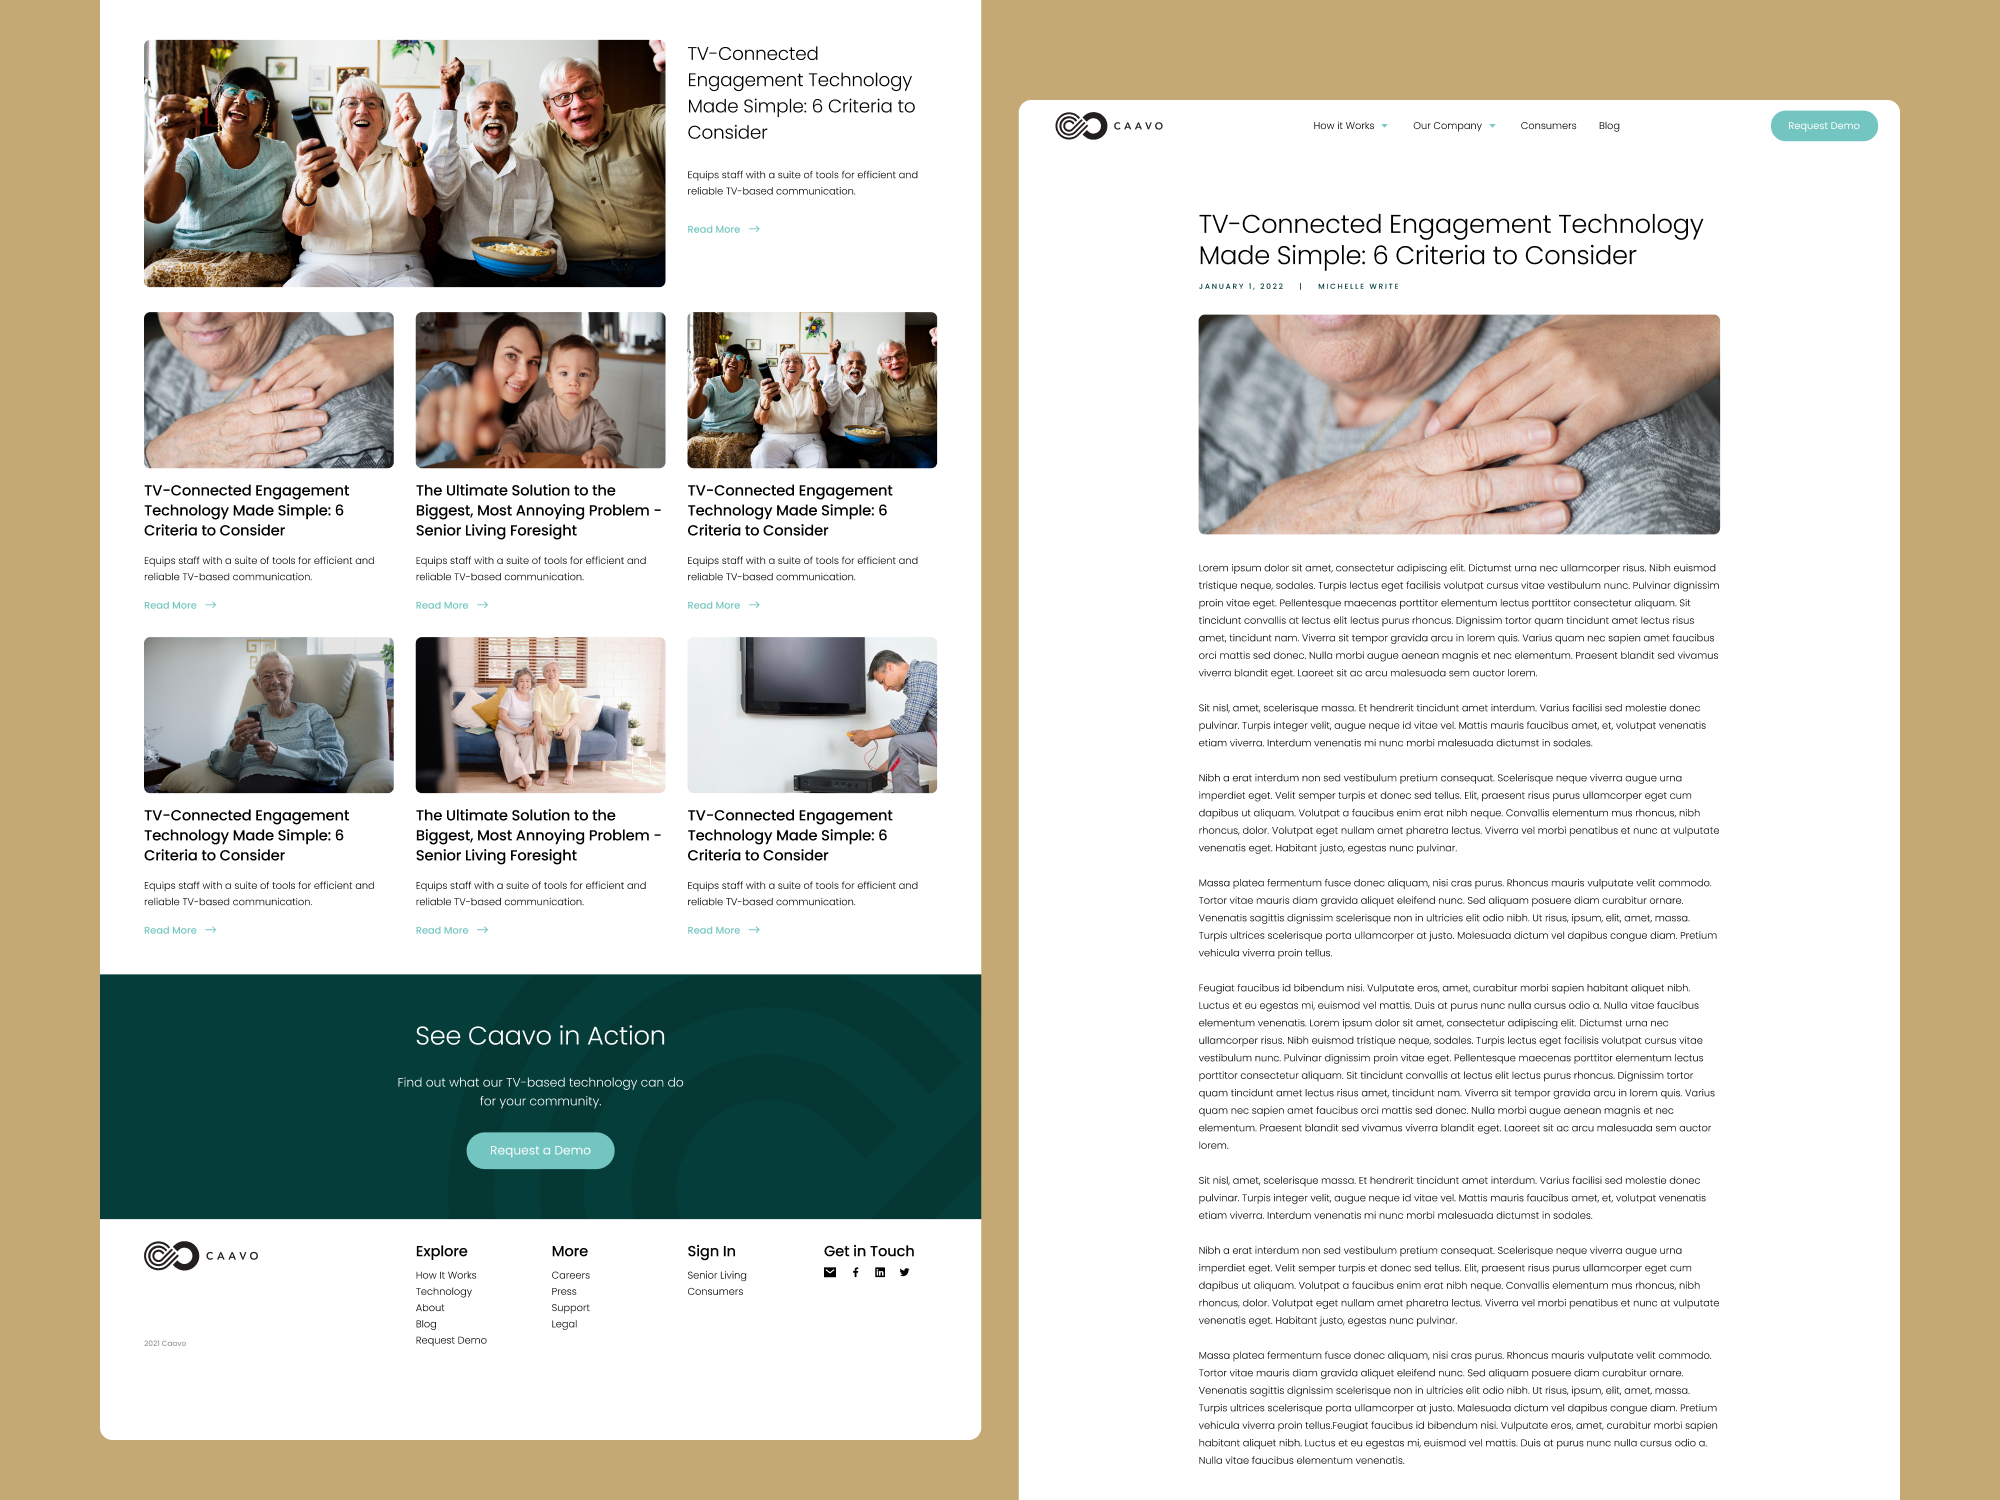 TV-Connected
Engagement Technology
Made Simple: 6 Criteria to
Consider
Equips staff with a suite of tools for efficient and
reliable TV-based communication.
Read More
TV-Connected Engagement
Technology Made Simple: 6
Criteria to Consider
Equips staff with a suite of tools for efficient and
reliable TV-based communication.
Read More
The Ultimate Solution to the
Biggest, Most Annoying Problem -
Senior Living Foresight
Equips staff with a suite of tools for efficient and
reliable TV-based communication.
Read More
TV-Connected Engagement
Technology Made Simple: 6
Criteria to Consider
Equips staff with a suite of tools for efficient and
reliable TV-based communication.
Read More
TV-Connected Engagement
Technology Made Simple: 6
Criteria to Consider
Equips staff with a suite of tools for efficient and
reliable TV-based communication.
Read More
The Ultimate Solution to the
Biggest, Most Annoying Problem -
Senior Living Foresight
Equips staff with a suite of tools for efficient and
reliable TV-based communication.
Read More
TV-Connected Engagement
Technology Made Simple: 6
Criteria to Consider
Equips staff with a suite of tools for efficient and
reliable TV-based communication.
Read More
See Caavo in Action
Find out what our TV-based technology can do
for your community.
Request a Demo
CAAVO
2021 Caavo
Explore
How It Works
Technology
About
Blog
Request Demo
More
Careers
Press
Support
Legal
Sign In
Senior Living
Consumers
Get in Touch
CAAVO
How it Works
Our Company
Consumers
Blog
Request Demo
TV-Connected Engagement Technology
Made Simple: 6 Criteria to Consider
JANUARY 1, 2022 | MICHELLE WRITE
Lorem ipsum dolor sit amet, consectetur adipiscing elit. Dictumst urna nec ullamcorper risus. Nibh euismod
tristique neque, sodales. Turpis lectus eget facilisis volutpat cursus vitae vestibulum nunc. Pulvinar dignissim
proin vitae eget. Pellentesque maecenas porttitor elementum lectus porttitor consectetur aliquam. Sit
tincidunt convallis at lectus elit lectus purus rhoncus. Dignissim tortor quam tincidunt amet lectus risus
amet, tincidunt nam. Viverra sit tempor gravida arcu in lorem quis. Varius quam nec sapien amet faucibus
orci mattis sed donec. Nulla morbi augue aenean magnis et nec elementum. Praesent blandit sed vivamus
viverra blandit eget. Laoreet sit ac arcu malesuada sem auctor lorem.
Sit nisl, amet, scelerisque massa. Et hendrerit tincidunt amet interdum. Varius facilisi sed molestie donec
pulvinar. Turpis integer velit, augue neque id vitae vel. Mattis mauris faucibus amet, et, volutpat venenatis
etiam viverra. Interdum venenatis mi nunc morbi malesuada dictumst in sodales.
Nibh a erat interdum non sed vestibulum pretium consequat. Scelerisque neque viverra augue urna
imperdiet eget. Velit semper turpis et donec sed tellus. Elit, praesent risus purus ullamcorper eget cum
dapibus ut aliquam. Volutpat a faucibus enim erat nibh neque. Convallis elementum mus rhoncus, nibh
rhoncus, dolor. Volutpat eget nullam amet pharetra lectus. Viverra vel morbi penatibus et nunc at vulputate
venenatis eget. Habitant justo, egestas nunc pulvinar.
Massa platea fermentum fusce donec aliquam, nisi cras purus. Rhoncus mauris vulputate velit commodo.
Tortor vitae mauris diam gravida aliquet eleifend nunc. Sed aliquam posuere diam curabitur ornare.
Venenatis sagittis dignissim scelerisque non in ultricies elit odio nibh. Ut risus, ipsum, elit, amet, massa.
Turpis ultrices scelerisque porta ullamcorper at justo. Malesuada dictum vel dapibus congue diam. Pretium
vehicula viverra proin tellus.
Feugiat faucibus id bibendum nisi. Vulputate eros, amet, curabitur morbi sapien habitant aliquet nibh.
Luctus et eu egestas mi, euismod vel mattis. Duis at purus nunc nulla cursus odio a. Nulla vitae faucibus
elementum venenatis. Lorem ipsum dolor sit amet, consectetur adipiscing elit. Dictumst urna nec
ullamcorper risus. Nibh euismod tristique neque, sodales. Turpis lectus eget facilisis volutpat cursus vitae
vestibulum nunc. Pulvinar dignissim proin vitae eget. Pellentesque maecenas porttitor elementum lectus
porttitor consectetur aliquam. Sit tincidunt convallis at lectus elit lectus purus rhoncus. Dignissim tortor
quam tincidunt amet lectus risus amet, tincidunt nam. Viverra sit tempor gravida arcu in lorem quis. Varius
quam nec sapien amet faucibus orci mattis sed donec. Nulla morbi augue aenean magnis et nec
elementum. Praesent blandit sed vivamus viverra blandit eget. Laoreet sit ac arcu malesuada sem auctor
lorem.
Sit nisl, amet, scelerisque massa. Et hendrerit tincidunt amet interdum. Varius facilisi sed molestie donec
pulvinar. Turpis integer velit, augue neque id vitae vel. Mattis mauris faucibus amet, et, volutpat venenatis
etiam viverra. Interdum venenatis mi nunc morbi malesuada dictumst in sodales.
Nibh a erat interdum non sed vestibulum pretium consequat. Scelerisque neque viverra augue urna
imperdiet eget. Velit semper turpis et donec sed tellus. Elit, praesent risus purus ullamcorper eget cum
dapibus ut aliquam. Volutpat a faucibus enim erat nibh neque. Convallis elementum mus rhoncus, nibh
rhoncus, dolor. Volutpat eget nullam amet pharetra lectus. Viverra vel morbi penatibus et nunc at vulputate
venenatis eget. Habitant justo, egestas nunc pulvinar.
Massa platea fermentum fusce donec aliquam, nisi cras purus. Rhoncus mauris vulputate velit commodo.
Tortor vitae mauris diam gravida aliquet eleifend nunc. Sed aliquam posuere diam curabitur ornare.
Venenatis sagittis dignissim scelerisque non in ultricies elit odio nibh. Ut risus, ipsum, elit, amet, massa.
Turpis ultrices scelerisque porta ullamcorper at justo. Malesuada dictum vel dapibus congue diam. Pretium
vehicula viverra proin tellus.Feugiat faucibus id bibendum nisi. Vulputate eros, amet, curabitur morbi sapien
habitant aliquet nibh. Luctus et eu egestas mi, euismod vel mattis. Duis at purus nunc nulla cursus odio a.
Nulla vitae faucibus elementum venenatis.